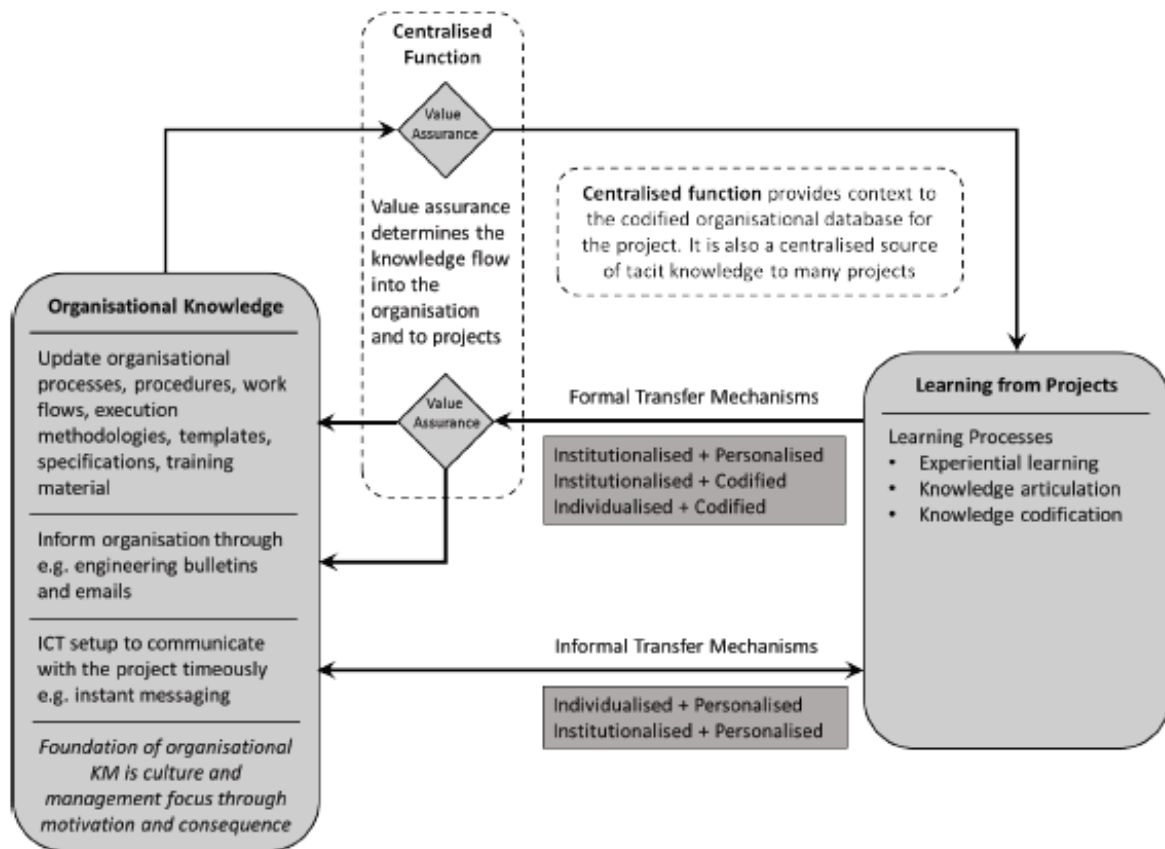 Centralised
Function
Value
Assurance
Value assurance
determines the
knowledge flow
into the
organisation
and to projects
Value
Assurance
Centralised function provides context to
the codified organisational database for
the project. It is also a centralised source
of tacit knowledge to many projects
Organisational Knowledge
Update organisational
processes, procedures, work
flows, execution
methodologies, templates,
specifications, training
material
Inform organisation through
e.g. engineering bulletins
and emails
ICT setup to communicate
with the project timeously
e.g. instant messaging
Foundation of organisational
KM is culture and
management focus through
motivation and consequence
Formal Transfer Mechanisms
Institutionalised + Personalised
Institutionalised + Codified
Individualised + Codified
Informal Transfer Mechanisms
Individualised + Personalised
Institutionalised + Personalised
Learning from Projects
Learning Processes
• Experiential learning
• Knowledge articulation
• Knowledge codification